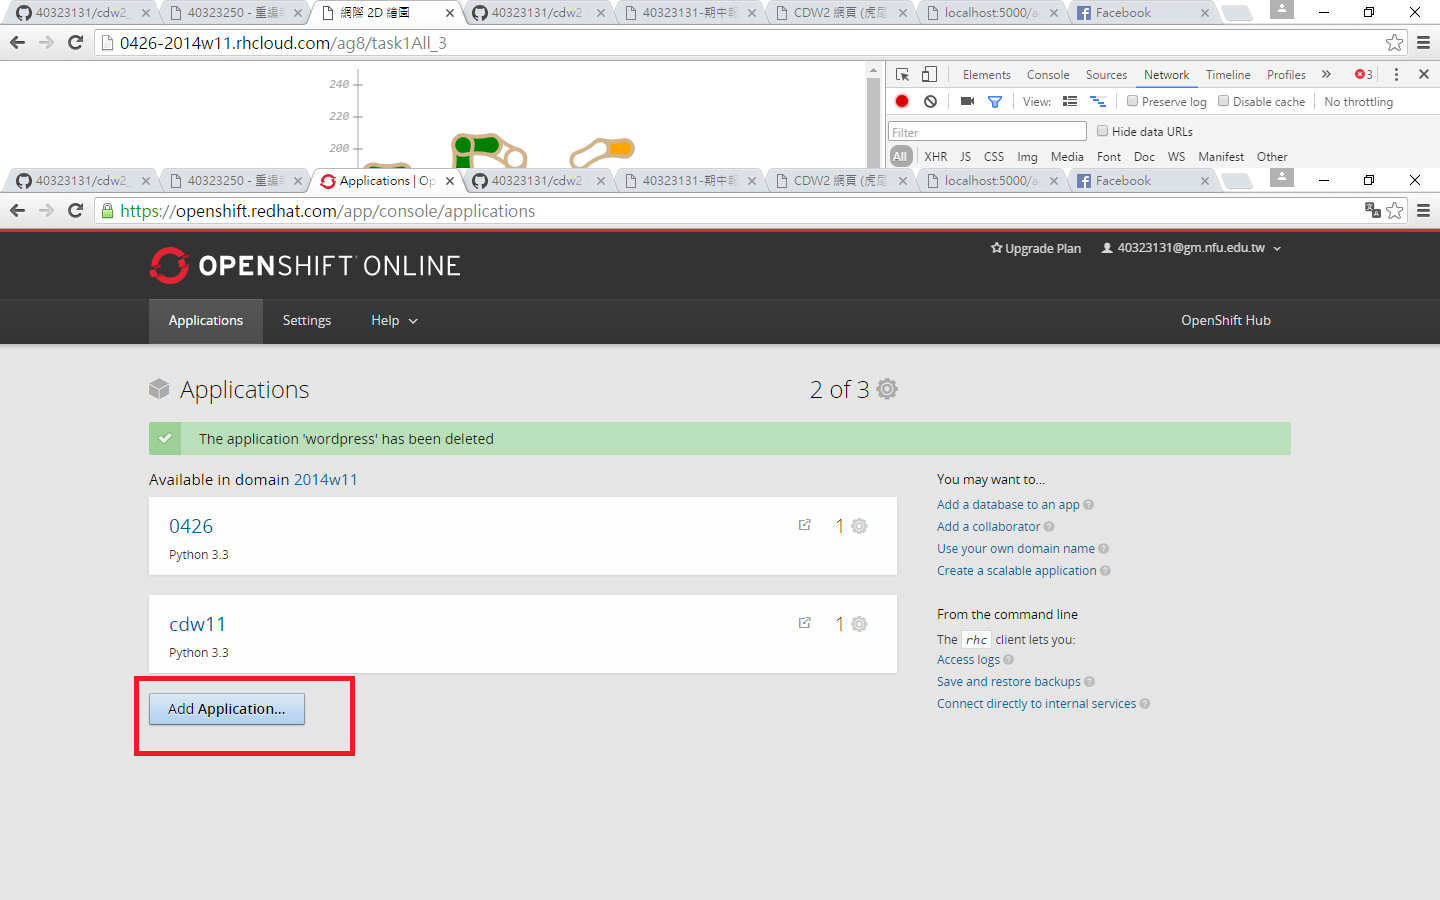 40323131/cdw2_
40323250 - 重編
網際 2D 繪圖
40323131/cdw2
40323131-期中報
CDW2 網頁 (虎尾
localhost:5000/a
Facebook
0426-2014w11.rhcloud.com/ag8/task1All_3
240
220
200
Elements Console Sources Network Timeline Profiles » 3
View: Preserve log Disable cache No throttling
Filter
Hide data URLs
All XHR JS CSS Img Media Font Doc WS Manifest Other
40323131/cdw2_
40323250 - 重編
Applications | Op
40323131/cdw2
40323131-期中報
CDW2 網頁 (虎尾
localhost:5000/a
Facebook
https://openshift.redhat.com/app/console/applications
OPENSHIFT ONLINE
Upgrade Plan
40323131@gm.nfu.edu.tw
Applications Settings Help
OpenShift Hub
Applications
2 of 3
The application 'wordpress' has been deleted
Available in domain 2014w11
0426
1
Python 3.3
cdw11
1
Python 3.3
Add Application...
You may want to...
Add a database to an app
Add a collaborator
Use your own domain name
Create a scalable application
From the command line
The rhc client lets you:
Access logs
Save and restore backups
Connect directly to internal services